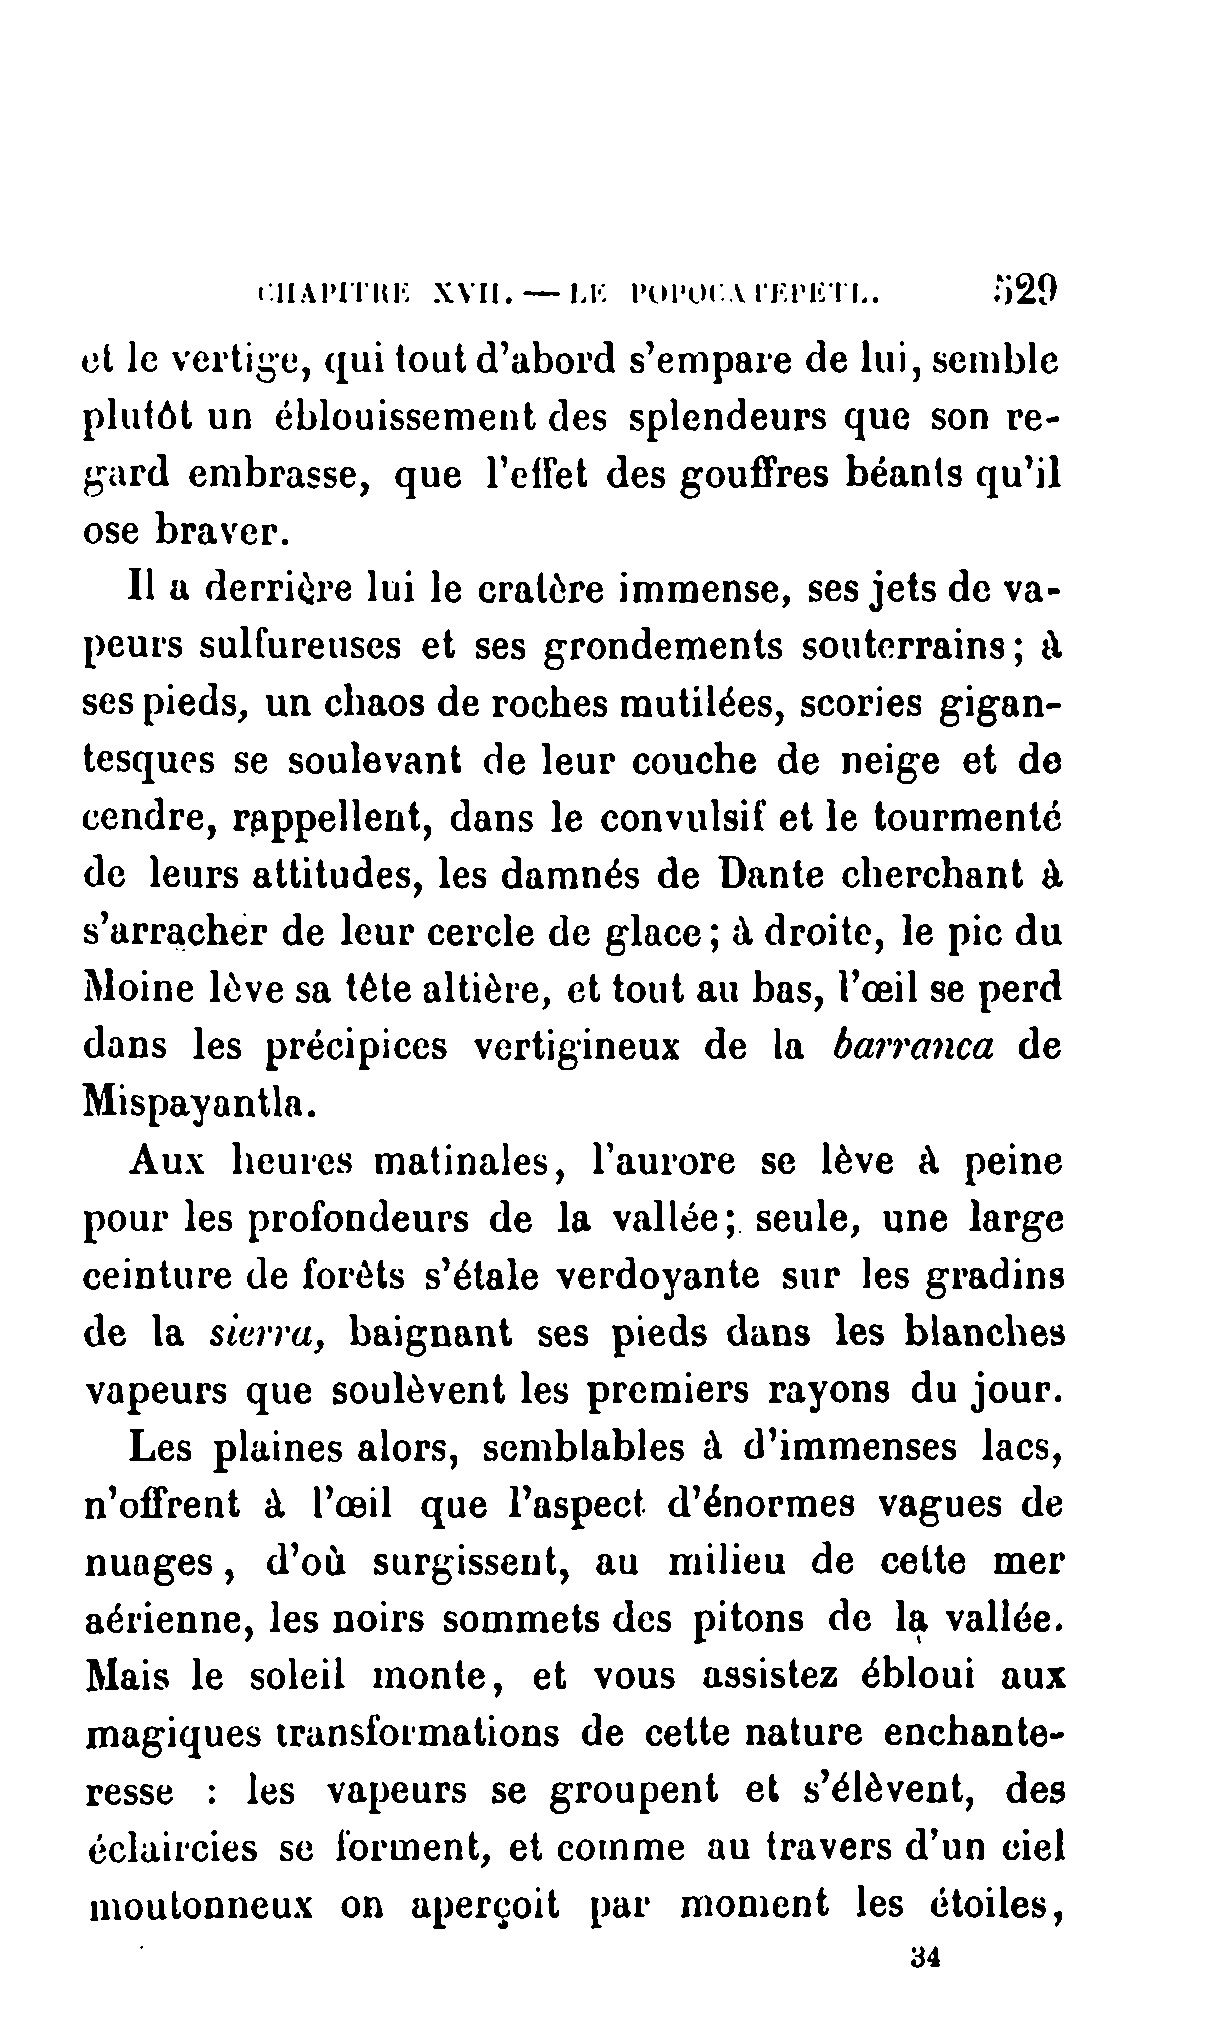 CHAPITRE XVII. — LE POPOCATEPETL. 529
et le vertige, qui tout d'abord s'empare de lui, semble
plutôt un éblouissement des splendeurs que son re-
gard embrasse, que l'effet des gouffres béants qu'il
ose braver.
Il a derrière lui le cratère immense, ses jets de va-
peurs sulfureuses et ses grondements souterrains; à
ses pieds, un chaos de roches mutilées, scories gigan-
tesques se soulevant de leur couche de neige et de
cendre, rappellent, dans le convulsif et le tourmenté
de leurs attitudes, les damnés de Dante cherchant à
s'arracher de leur cercle de glace; à droite, le pic du
Moine lève sa tête altière, et tout au bas, l'œil se perd
dans les précipices vertigineux de la barranca de
Mispayantla.
Aux heures matinales, l'aurore se lève à peine
pour les profondeurs de la vallée; seule, une large
ceinture de forêts s'étale verdoyante sur les gradins
de la sierra, baignant ses pieds dans les blanches
vapeurs que soulèvent les premiers rayons du jour.
Les plaines alors, semblables à d'immenses lacs,
n'offrent à l'œil que l'aspect d'énormes vagues de
nuages, d'où surgissent, au milieu de cette mer
aérienne, les noirs sommets des pitons de la vallée.
Mais le soleil monte, et vous assistez ébloui aux
magiques transformations de cette nature enchante-
resse : les vapeurs se groupent et s'élèvent, des
éclaircies se forment, et comme au travers d'un ciel
moutonneux on aperçoit par moment les étoiles,
34